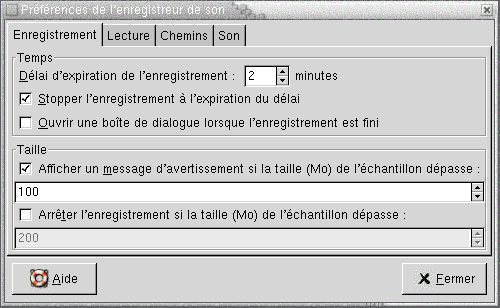 Préférences de l'enregistreur de son
Enregistrement Lecture Chemins Son
Temps
Délai d'expiration de l'enregistrement : 2 minutes
Stopper l'enregistrement à l'expiration du délai
Ouvrir une boîte de dialogue lorsque l'enregistrement est fini
Taille
Afficher un message d'avertissement si la taille (Mo) de l'échantillon dépasse :
100
Arrêter l'enregistrement si la taille (Mo) de l'échantillon dépasse :
200
Aide Fermer